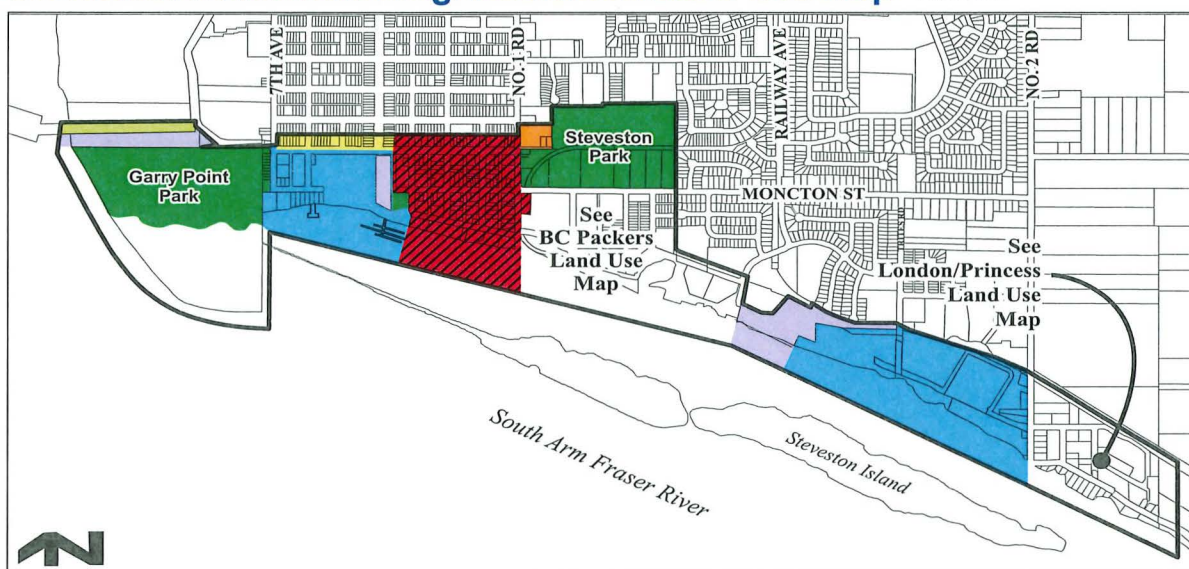 7TH AVE
NO. 1 RD
RAILWAY AVE
NO. 2 RD
Steveston
Park
Garry Point
Park
MONCTON ST
See
BC Packers
Land Use
Map
See
London/Princess
Land Use
Map
South Arm Fraser River
Steveston Island
N